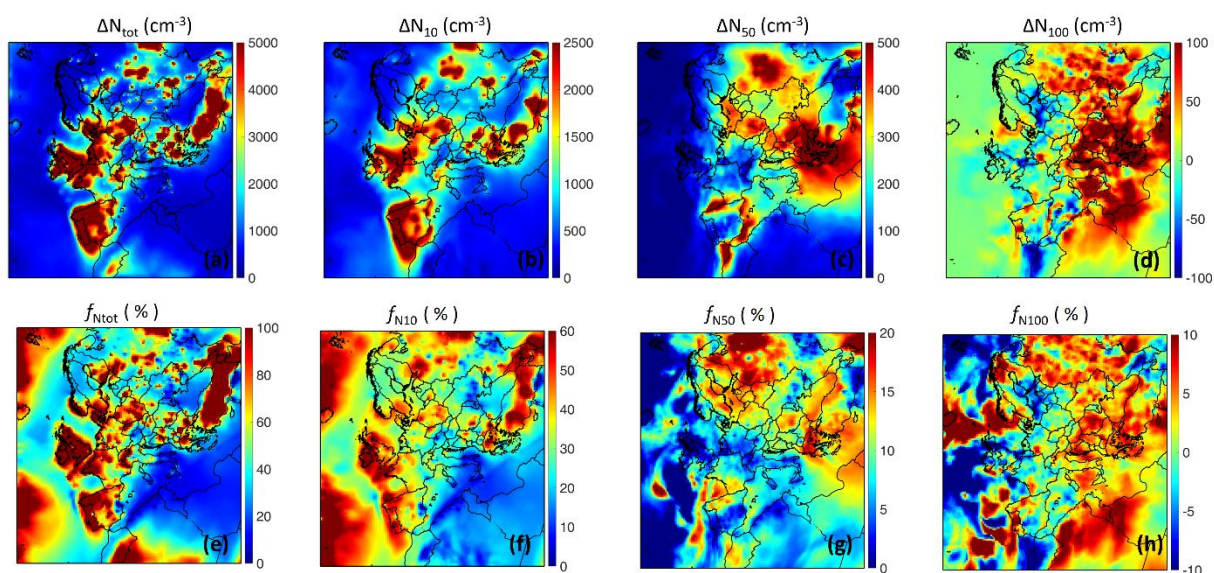 ΔN_tot (cm⁻³)
5000
4000
3000
2000
1000
0
(a)
ΔN_10 (cm⁻³)
2500
2000
1500
1000
500
0
(b)
ΔN_50 (cm⁻³)
500
400
300
200
100
0
(c)
ΔN_100 (cm⁻³)
100
50
0
-50
-100
(d)
f_Ntot ( % )
100
80
60
40
20
0
(e)
f_N10 ( % )
60
50
40
30
20
10
0
(f)
f_N50 ( % )
20
15
10
5
0
(g)
f_N100 ( % )
10
5
0
-5
-10
(h)